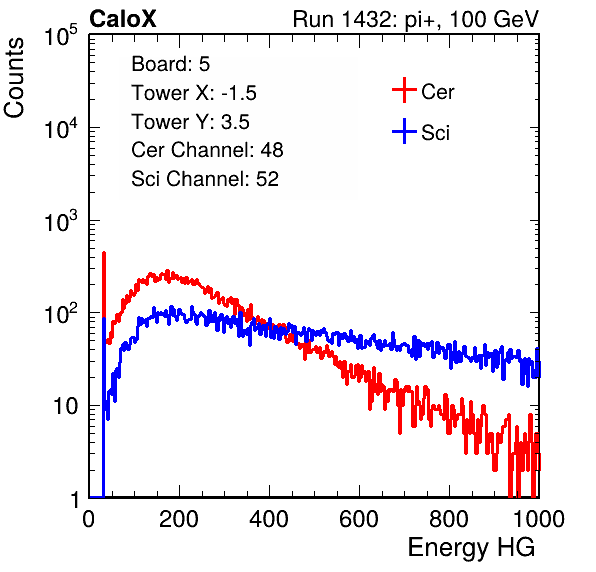 CaloX Run 1432: pi+, 100 GeV
Counts
Board: 5
Tower X: -1.5
Tower Y: 3.5
Cer Channel: 48
Sci Channel: 52
Cer
Sci
10^5
10^4
10^3
10^2
10
1
0 200 400 600 800 1000
Energy HG